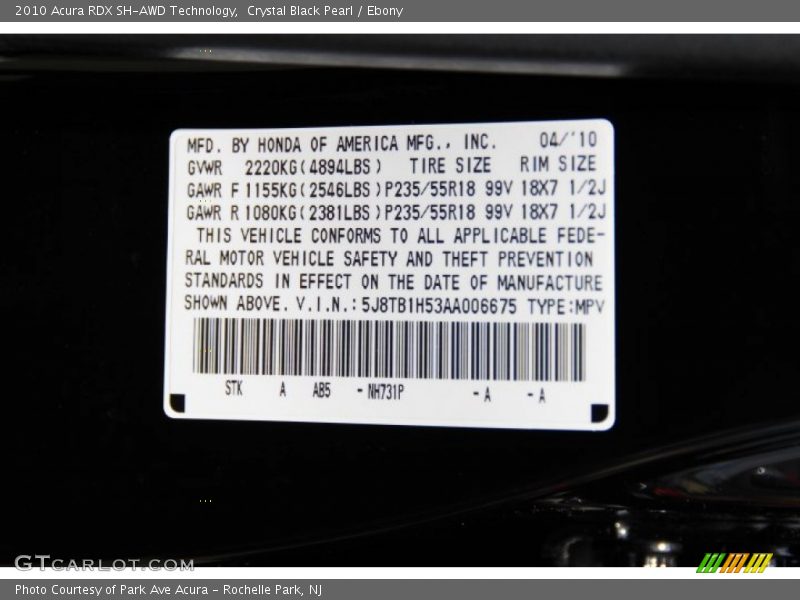 2010 Acura RDX SH-AWD Technology,  Crystal Black Pearl / Ebony
MFD. BY HONDA OF AMERICA MFG., INC. 04/'10
GVWR 2220KG(4894LBS) TIRE SIZE RIM SIZE
GAWR F 1155KG(2546LBS)P235/55R18 99V 18X7 1/2J
GAWR R 1080KG(2381LBS)P235/55R18 99V 18X7 1/2J
THIS VEHICLE CONFORMS TO ALL APPLICABLE FEDE-
RAL MOTOR VEHICLE SAFETY AND THEFT PREVENTION
STANDARDS IN EFFECT ON THE DATE OF MANUFACTURE
SHOWN ABOVE. V.I.N.:5J8TB1H53AA006675 TYPE:MPV
STK A AB5 -NH731P -A -A
GTCARLOT.COM
Photo Courtesy of Park Ave Acura - Rochelle Park, NJ